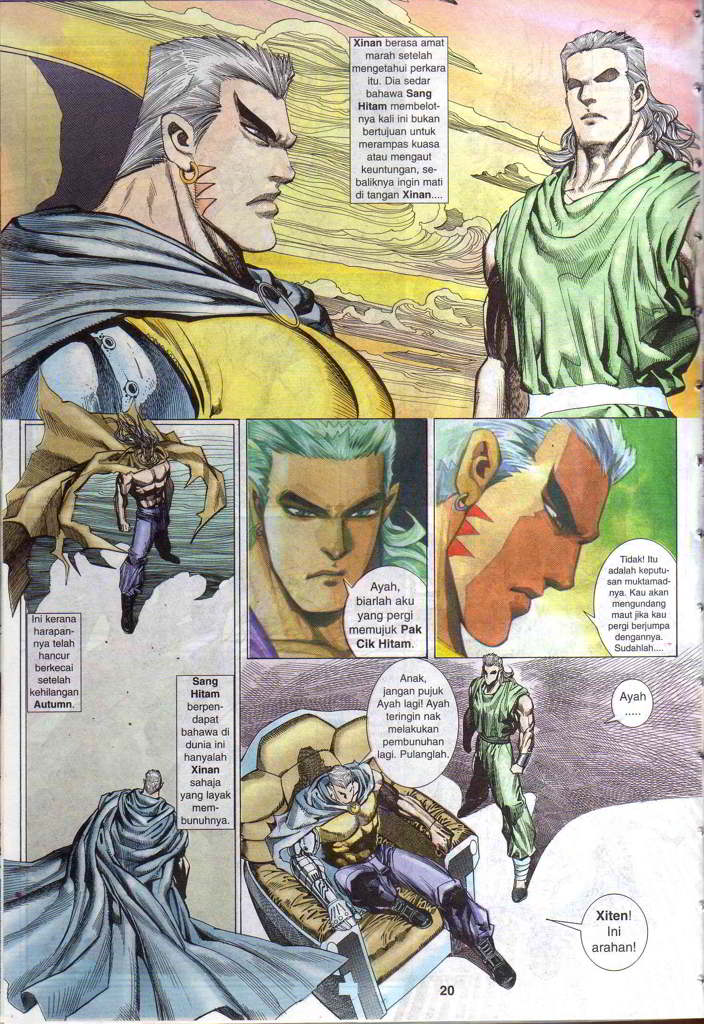 Xinan berasa amat
marah setelah
mengetahui perkara
itu. Dia sedar
bahawa Sang
Hitam membelot-
nya kali ini bukan
bertujuan untuk
merampas kuasa
atau mengaut
keuntungan, se-
baliknya ingin mati
di tangan Xinan....
Ini kerana
harapan-
nya telah
hancur
berkecai
setelah
kehilangan
Autumn.
Ayah,
biarlah aku
yang pergi
memujuk Pak
Cik Hitam.
Tidak! Itu
adalah keputu-
san muktamad-
nya. Kau akan
mengundang
maut jika kau
pergi berjumpa
dengannya.
Sudahlah....
Sang
Hitam
berpen-
dapat
bahawa di
dunia ini
hanyalah
Xinan
sahaja
yang layak
mem-
bunuhnya.
Anak,
jangan pujuk
Ayah lagi! Ayah
teringin nak
melakukan
pembunuhan
lagi. Pulanglah.
Ayah
.....
Xiten!
Ini
arahan!
20